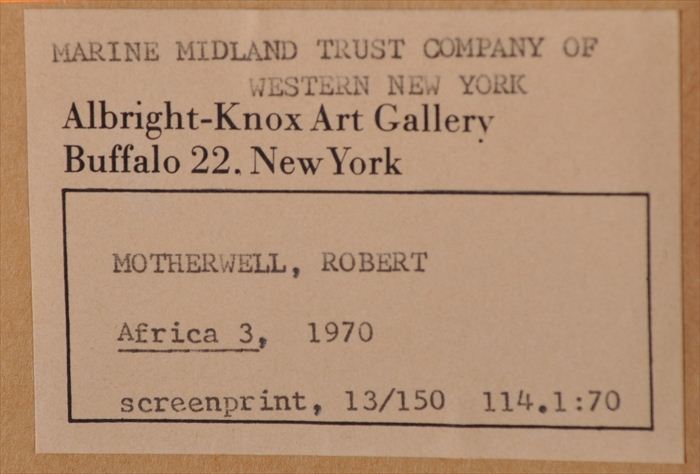 MARINE MIDLAND TRUST COMPANY OF
WESTERN NEW YORK
Albright-Knox Art Gallery
Buffalo 22. New York
MOTHERWELL, ROBERT
Africa 3, 1970
screenprint, 13/150 114.1:70